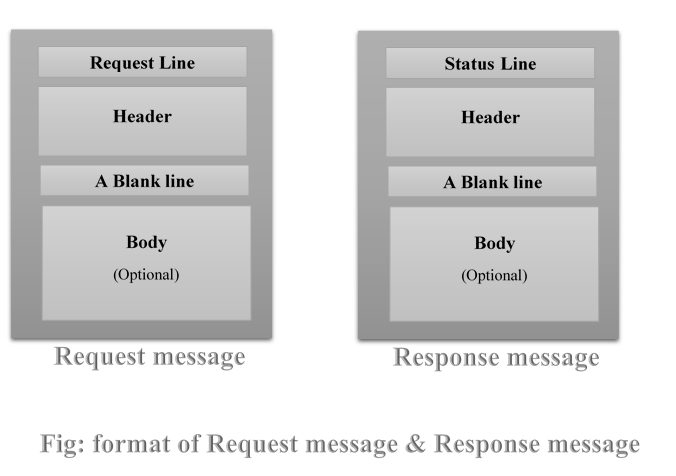 Request Line
Header
A Blank line
Body
(Optional)
Request message
Status Line
Header
A Blank line
Body
(Optional)
Response message
Fig: format of Request message & Response message